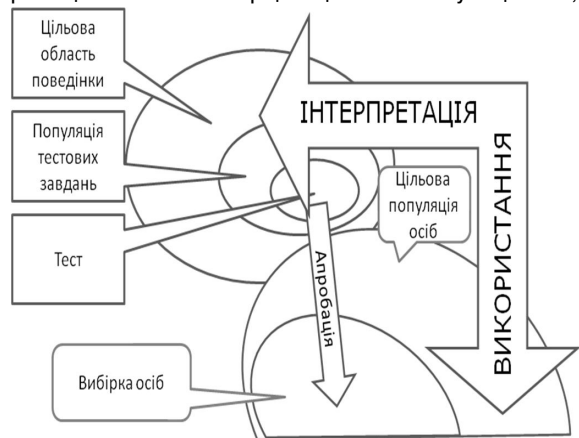 Цільова
область
поведінки
ІНТЕРПРЕТАЦІЯ
Популяція
тестових
завдань
Цільова
популяція
осіб
ВИКОРИСТАННЯ
Тест
Апробація
Вибірка осіб